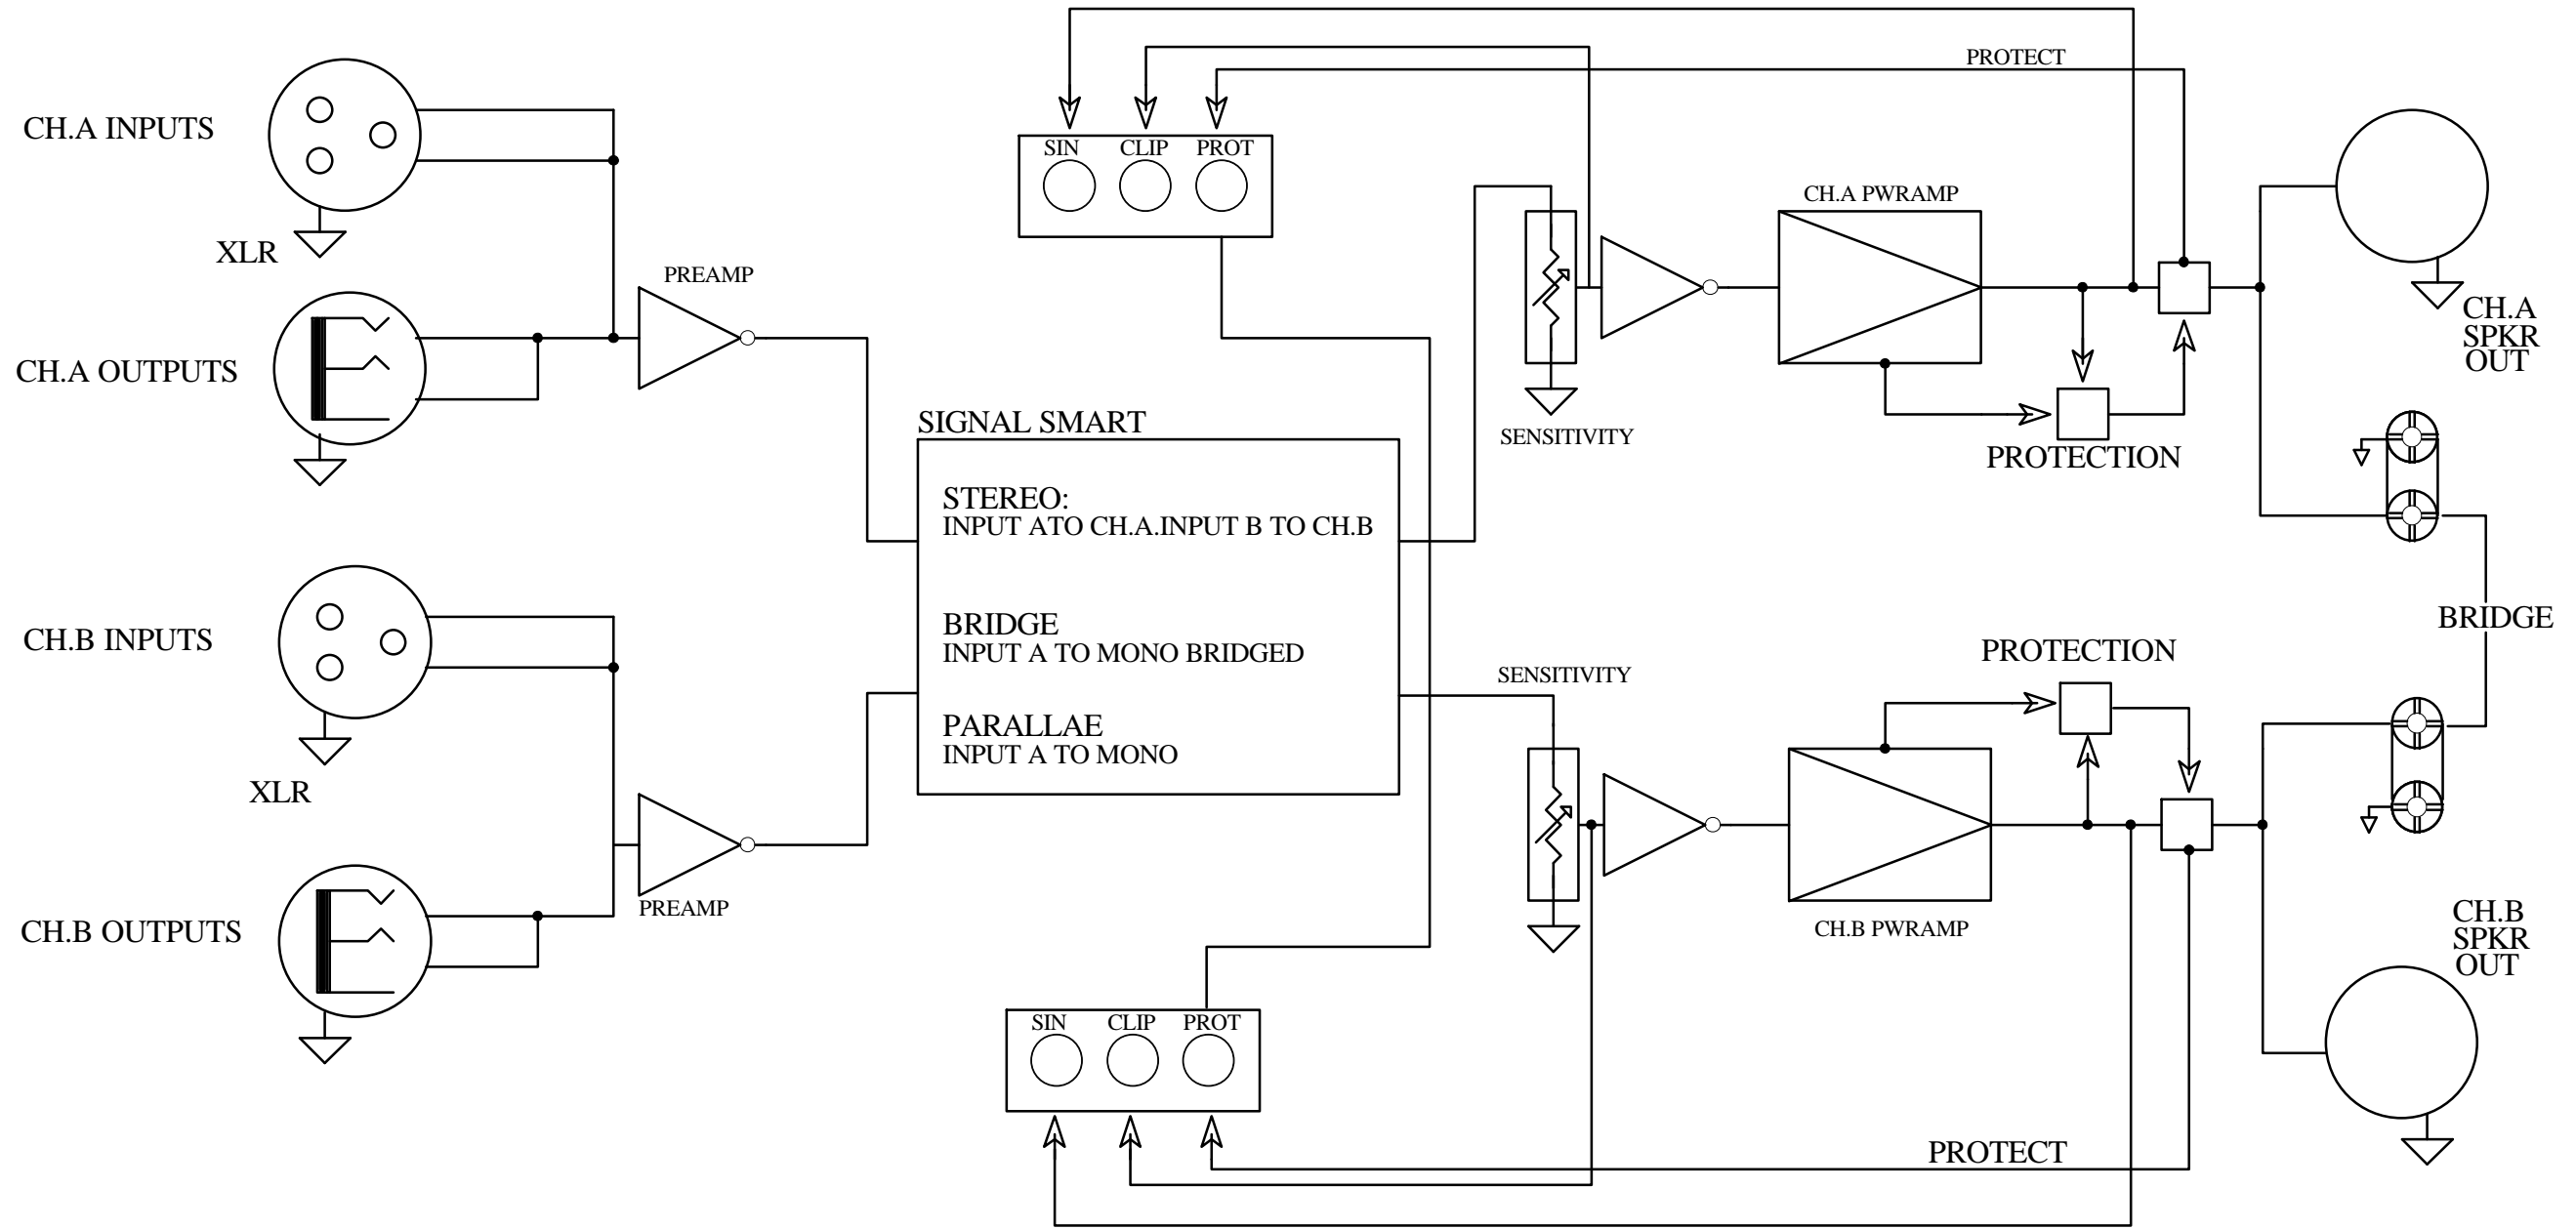 PROTECT
CH.A INPUTS
SIN CLIP PROT
CH.A PWRAMP
XLR
PREAMP
CH.A
SPKR
OUT
CH.A OUTPUTS
SIGNAL SMART
SENSITIVITY
PROTECTION
STEREO:
INPUT ATO CH.A.INPUT B TO CH.B
BRIDGE
INPUT A TO MONO BRIDGED
PARALLAE
INPUT A TO MONO
BRIDGE
CH.B INPUTS
PROTECTION
SENSITIVITY
XLR
PREAMP
CH.B PWRAMP
CH.B
SPKR
OUT
CH.B OUTPUTS
SIN CLIP PROT
PROTECT